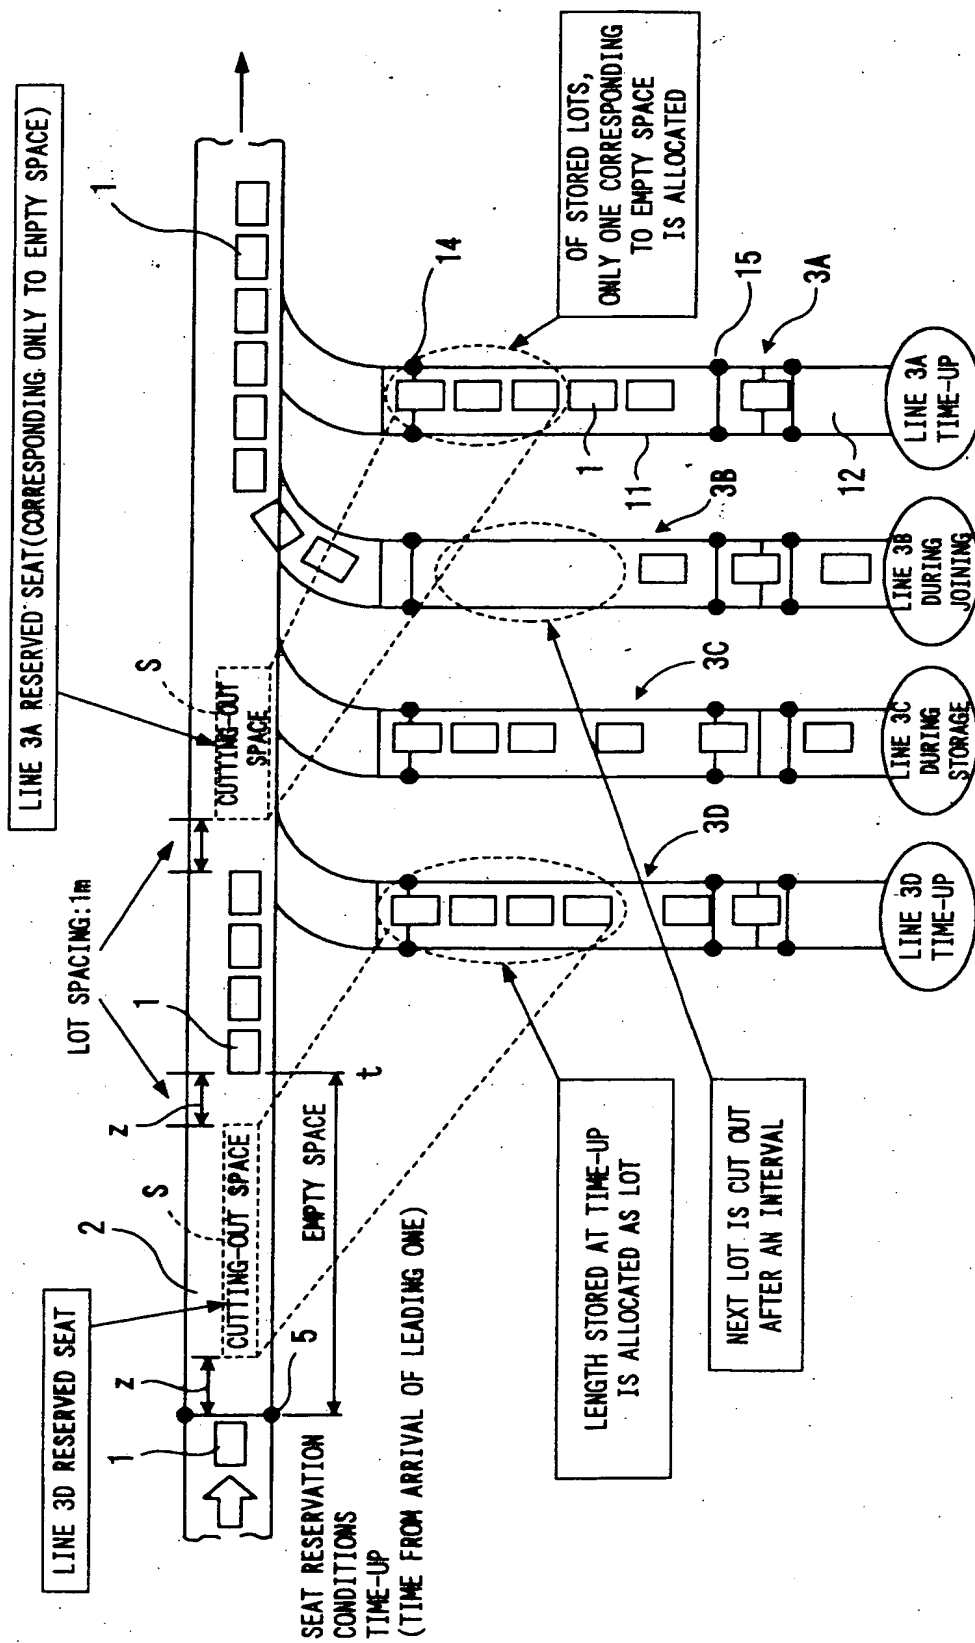 LINE 3D RESERVED SEAT
LINE 3A RESERVED SEAT(CORRESPONDING ONLY TO ENPTY SPACE)
LOT SPACING:1m
2
S
z
z
1
1
S
1
CUTTING-OUT SPACE
CUTTING-OUT
SPACE
5
EMPTY SPACE
t
SEAT RESERVATION
CONDITIONS
TIME-UP
(TIME FROM ARRIVAL OF LEADING ONE)
OF STORED LOTS,
ONLY ONE CORRESPONDING
TO EMPTY SPACE
IS ALLOCATED
14
15
3A
1
11
12
3B
3C
3D
LENGTH STORED AT TIME-UP
IS ALLOCATED AS LOT
NEXT LOT IS CUT OUT
AFTER AN INTERVAL
LINE 3D
TIME-UP
LINE 3C
DURING
STORAGE
LINE 3B
DURING
JOINING
LINE 3A
TIME-UP